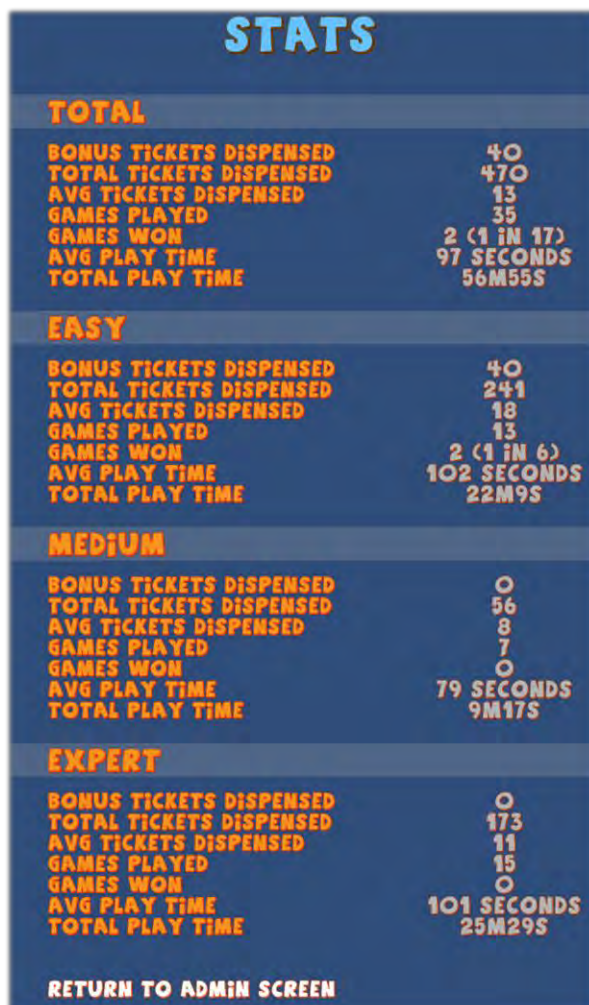 STATS
TOTAL
BONUS TICKETS DISPENSED 40
TOTAL TICKETS DISPENSED 470
AVG TICKETS DISPENSED 13
GAMES PLAYED 35
GAMES WON 2 (1 IN 17)
AVG PLAY TIME 97 SECONDS
TOTAL PLAY TIME 56M55S
EASY
BONUS TICKETS DISPENSED 40
TOTAL TICKETS DISPENSED 241
AVG TICKETS DISPENSED 18
GAMES PLAYED 13
GAMES WON 2 (1 IN 6)
AVG PLAY TIME 102 SECONDS
TOTAL PLAY TIME 22M9S
MEDIUM
BONUS TICKETS DISPENSED 0
TOTAL TICKETS DISPENSED 56
AVG TICKETS DISPENSED 8
GAMES PLAYED 7
GAMES WON 0
AVG PLAY TIME 79 SECONDS
TOTAL PLAY TIME 9M17S
EXPERT
BONUS TICKETS DISPENSED 0
TOTAL TICKETS DISPENSED 173
AVG TICKETS DISPENSED 11
GAMES PLAYED 15
GAMES WON 0
AVG PLAY TIME 101 SECONDS
TOTAL PLAY TIME 25M29S
RETURN TO ADMIN SCREEN